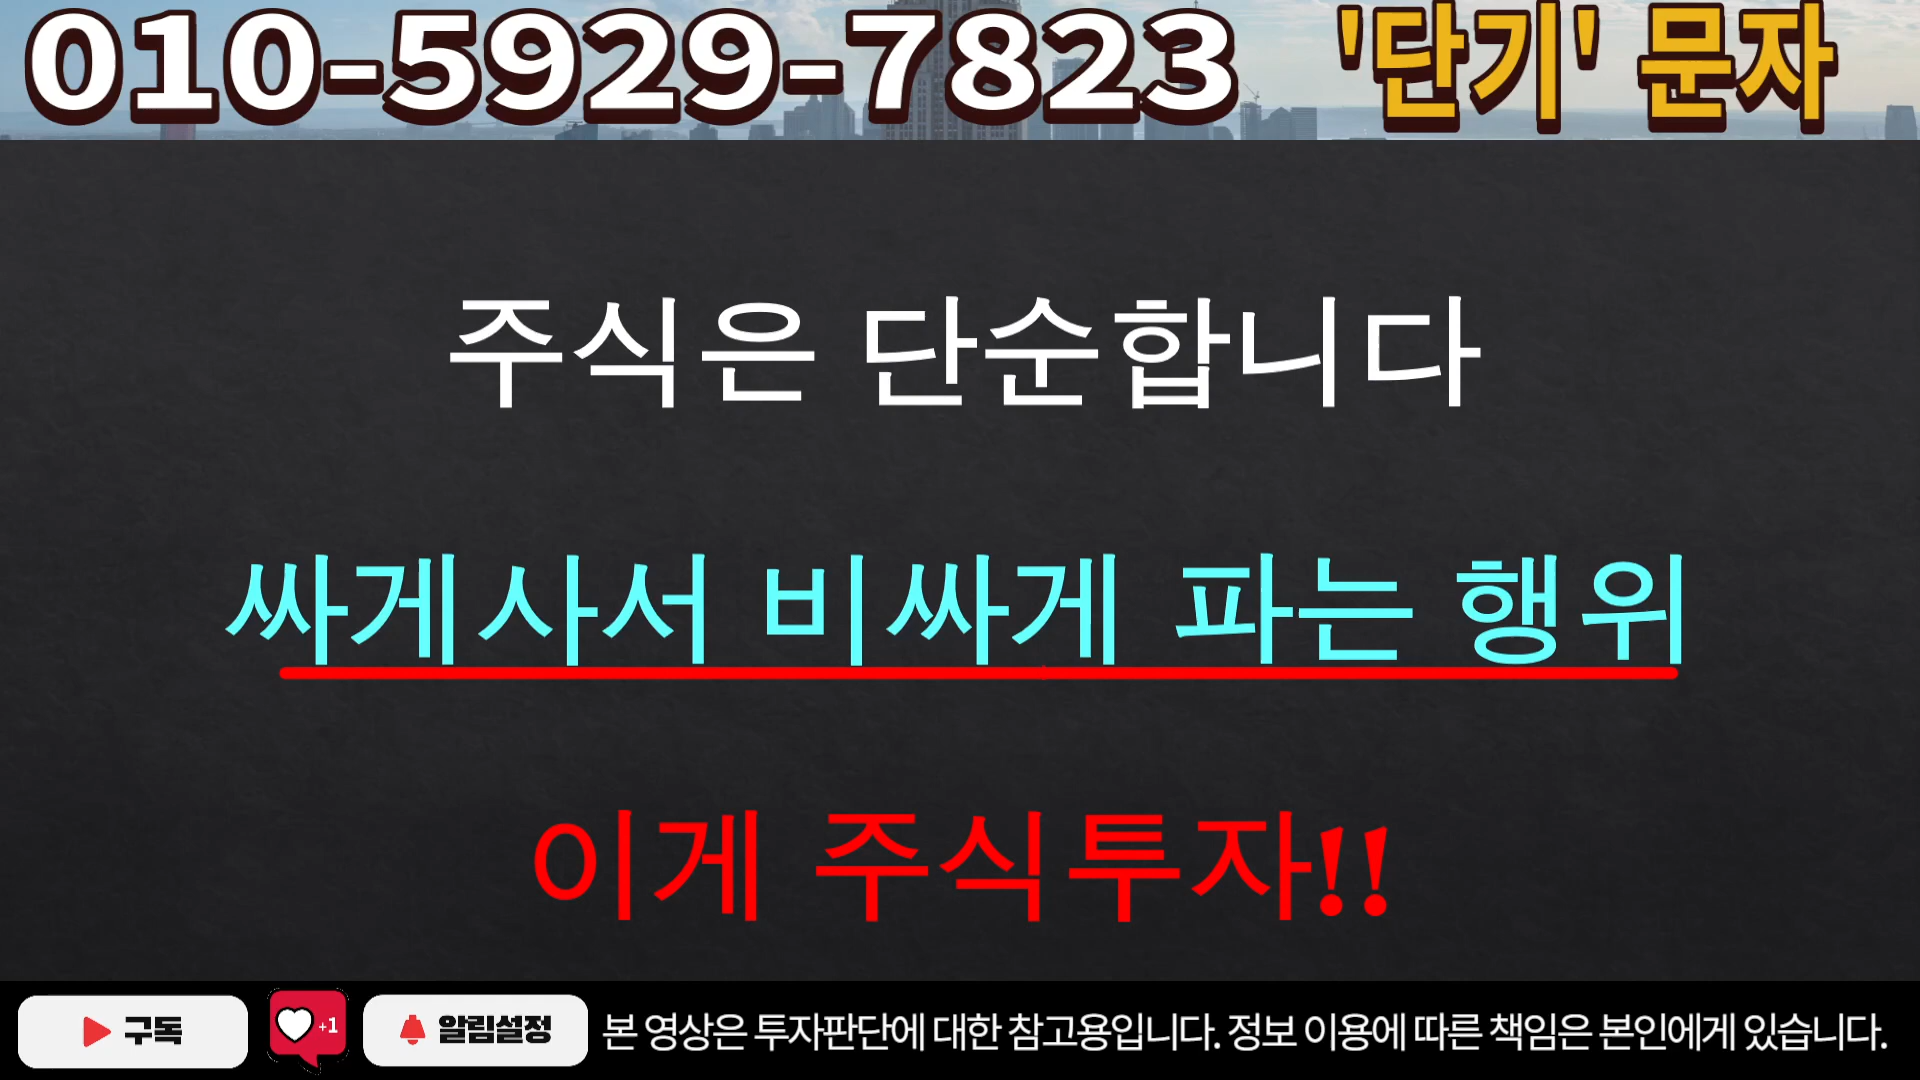 010-5929-7823 '단기' 문자
주식은 단순합니다
싸게사서 비싸게 파는 행위
이게 주식투자!!
구독 +1 알림설정 본 영상은 투자판단에 대한 참고용입니다. 정보 이용에 따른 책임은 본인에게 있습니다.